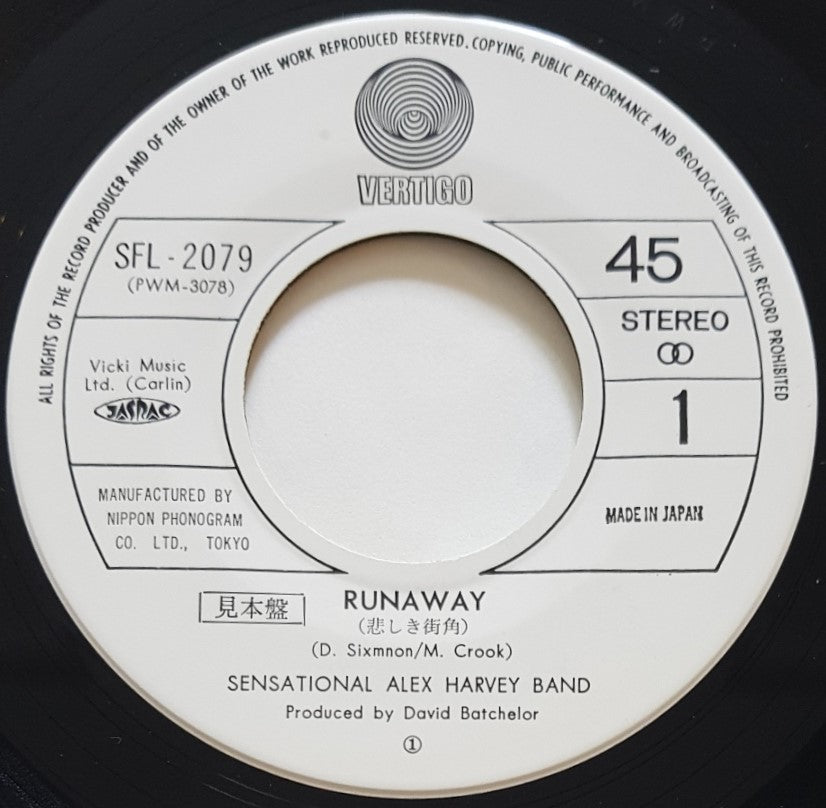 ALL RIGHTS OF THE RECORD PRODUCER AND OF THE OWNER OF THE WORK REPRODUCED RESERVED. COPYING, PUBLIC PERFORMANCE AND BROADCASTING OF THIS RECORD PROHIBITED
VERTIGO
SFL-2079
(PWM-3078)
45
STEREO
Vicki Music
Ltd. (Carlin)
JASRAC
1
MANUFACTURED BY
NIPPON PHONOGRAM
CO. LTD., TOKYO
MADE IN JAPAN
見本盤
RUNAWAY
(悲しき街角)
(D. Sixmnon/M. Crook)
SENSATIONAL ALEX HARVEY BAND
Produced by David Batchelor
①